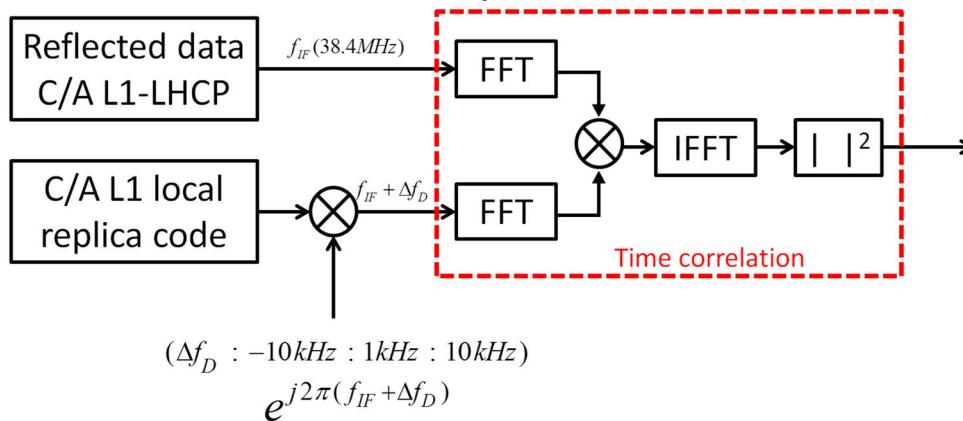 Reflected data
C/A L1-LHCP
f_IF (38.4MHz)
FFT
IFFT
| |²
C/A L1 local
replica code
f_IF + Δf_D
FFT
Time correlation
(Δf_D : −10kHz : 1kHz : 10kHz)
e^{j2π(f_IF + Δf_D)}